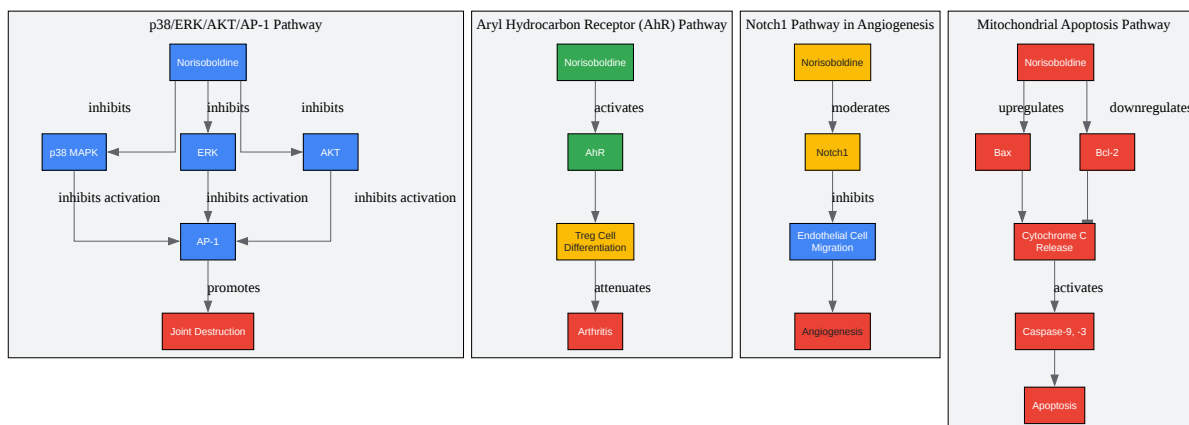 p38/ERK/AKT/AP-1 Pathway
Norisoboldine
inhibits
inhibits
inhibits
p38 MAPK
ERK
AKT
inhibits activation
inhibits activation
inhibits activation
AP-1
promotes
Joint Destruction
Aryl Hydrocarbon Receptor (AhR) Pathway
Norisoboldine
activates
AhR
Treg Cell
Differentiation
attenuates
Arthritis
Notch1 Pathway in Angiogenesis
Norisoboldine
moderates
Notch1
inhibits
Endothelial Cell
Migration
Angiogenesis
Mitochondrial Apoptosis Pathway
Norisoboldine
upregulates
downregulates
Bax
Bcl-2
Cytochrome C
Release
activates
Caspase-9, -3
Apoptosis